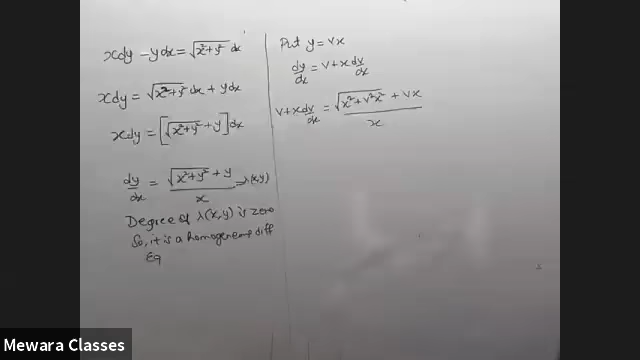 xdy - ydx = √x²+y² dx
xdy = √x²+y² dx + ydx
xdy = [√x²+y² + y]dx
dy/dx = √x²+y² + y / x = λ(x,y)
Degree of λ(x,y) is zero
So, it is a homogeneous diff
Eq
Put y = vx
dy/dx = v + x dv/dx
v + x dv/dx = √x²+v²x² + vx / x
Mewara Classes